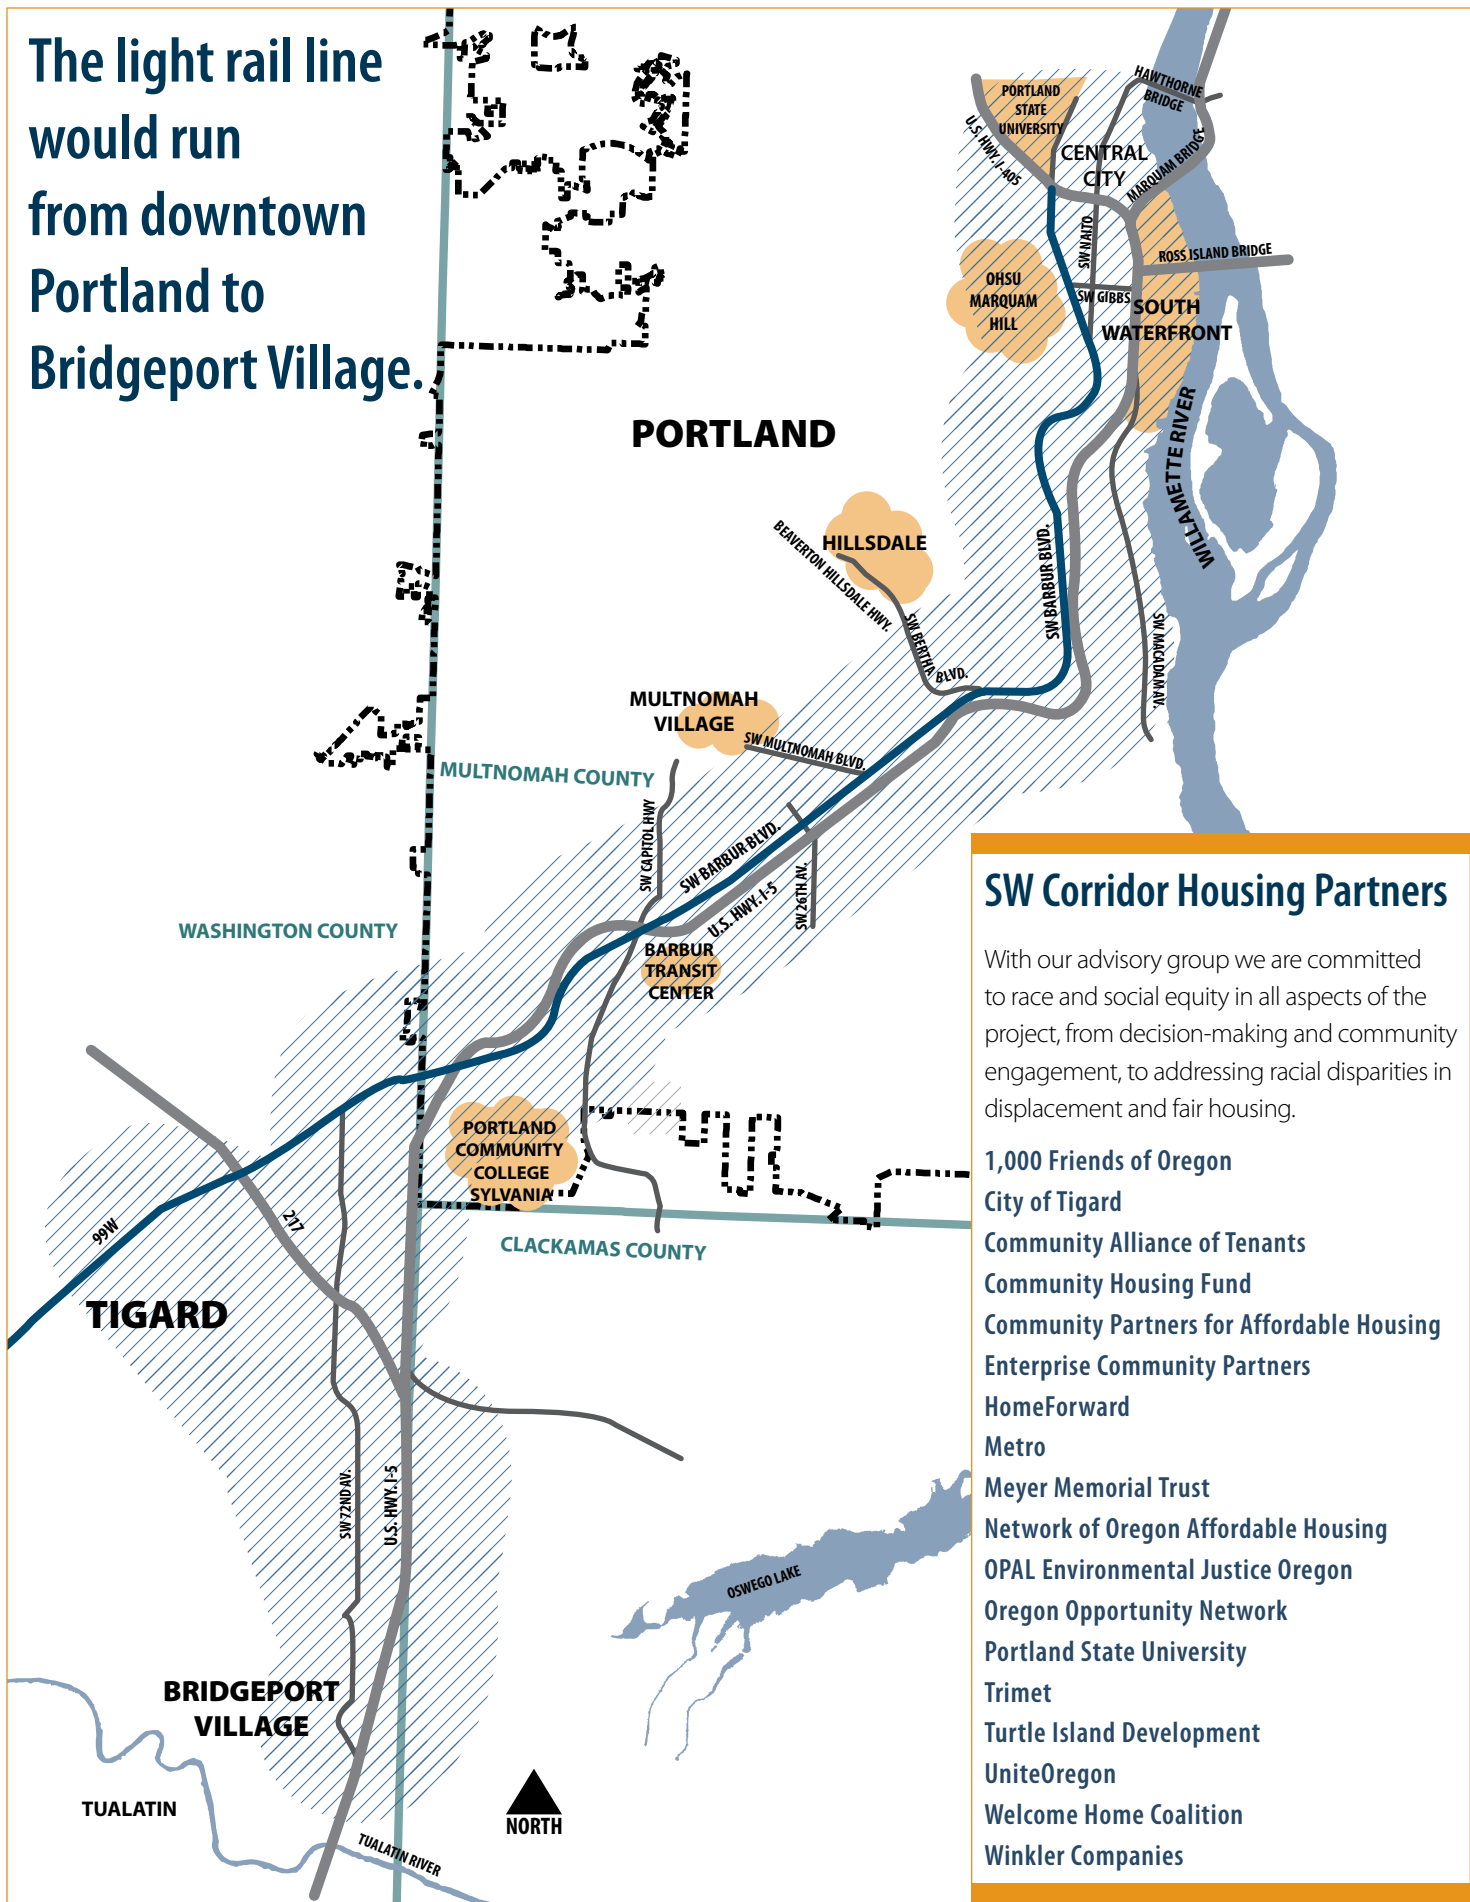 The light rail line
would run
from downtown
Portland to
Bridgeport Village.
HAWTHORNE
BRIDGE
PORTLAND
STATE
UNIVERSITY
U.S. HWY. I-405
CENTRAL
CITY
MARQUAM BRIDGE
SW NAITO
ROSS ISLAND BRIDGE
OHSU
MARQUAM
HILL
SW GIBBS
SOUTH
WATERFRONT
WILLAMETTE RIVER
PORTLAND
HILLSDALE
BEAVERTON HILLSDALE HWY.
SW BERTHA BLVD.
SW BARBUR BLVD.
SW MACADAM AV.
MULTNOMAH
VILLAGE
SW MULTNOMAH BLVD.
MULTNOMAH COUNTY
SW CAPITOL HWY
SW BARBUR BLVD.
U.S. HWY. I-5
SW 26TH AV.
WASHINGTON COUNTY
BARBUR
TRANSIT
CENTER
PORTLAND
COMMUNITY
COLLEGE
SYLVANIA
99W
217
CLACKAMAS COUNTY
TIGARD
SW 72ND AV.
U.S. HWY. I-5
OSWEGO LAKE
BRIDGEPORT
VILLAGE
TUALATIN
TUALATIN RIVER
NORTH
SW Corridor Housing Partners
With our advisory group we are committed
to race and social equity in all aspects of the
project, from decision-making and community
engagement, to addressing racial disparities in
displacement and fair housing.
1,000 Friends of Oregon
City of Tigard
Community Alliance of Tenants
Community Housing Fund
Community Partners for Affordable Housing
Enterprise Community Partners
HomeForward
Metro
Meyer Memorial Trust
Network of Oregon Affordable Housing
OPAL Environmental Justice Oregon
Oregon Opportunity Network
Portland State University
Trimet
Turtle Island Development
UniteOregon
Welcome Home Coalition
Winkler Companies